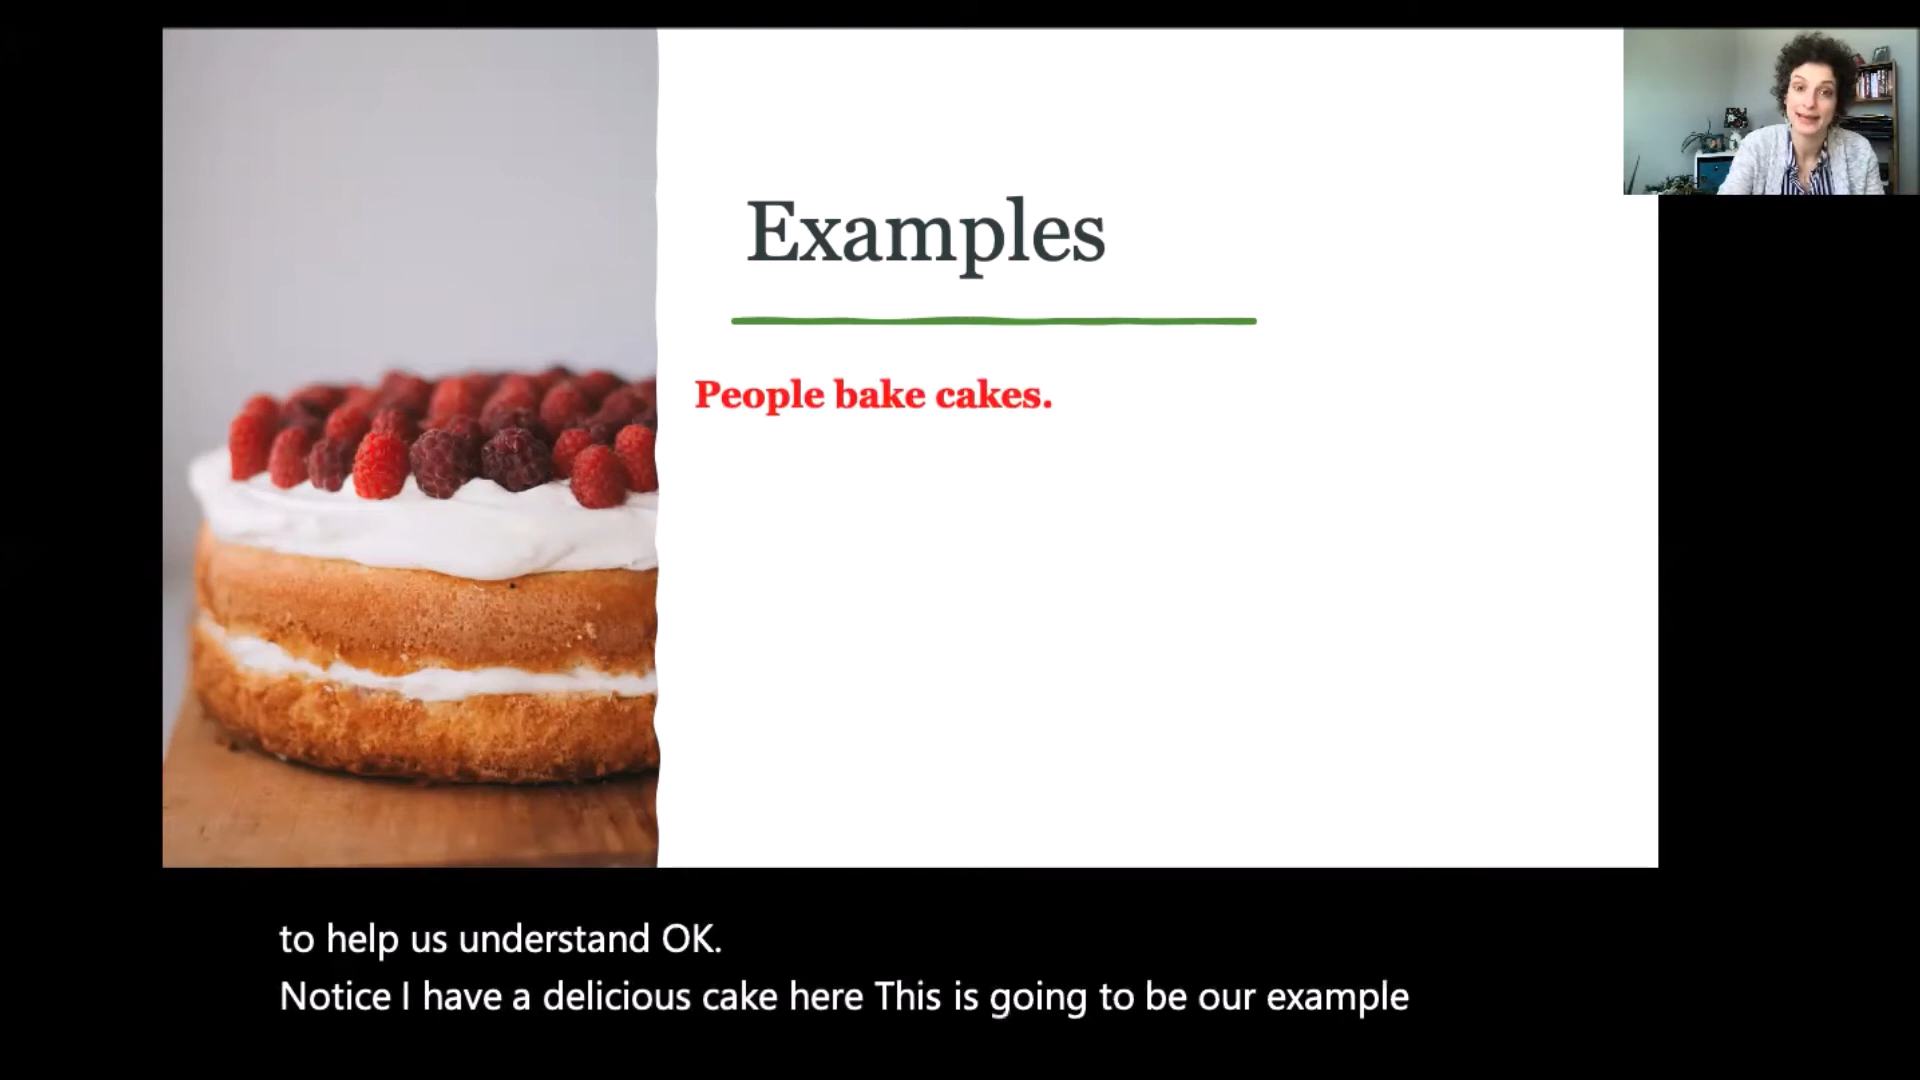 Examples
People bake cakes.
to help us understand OK.
Notice I have a delicious cake here This is going to be our example